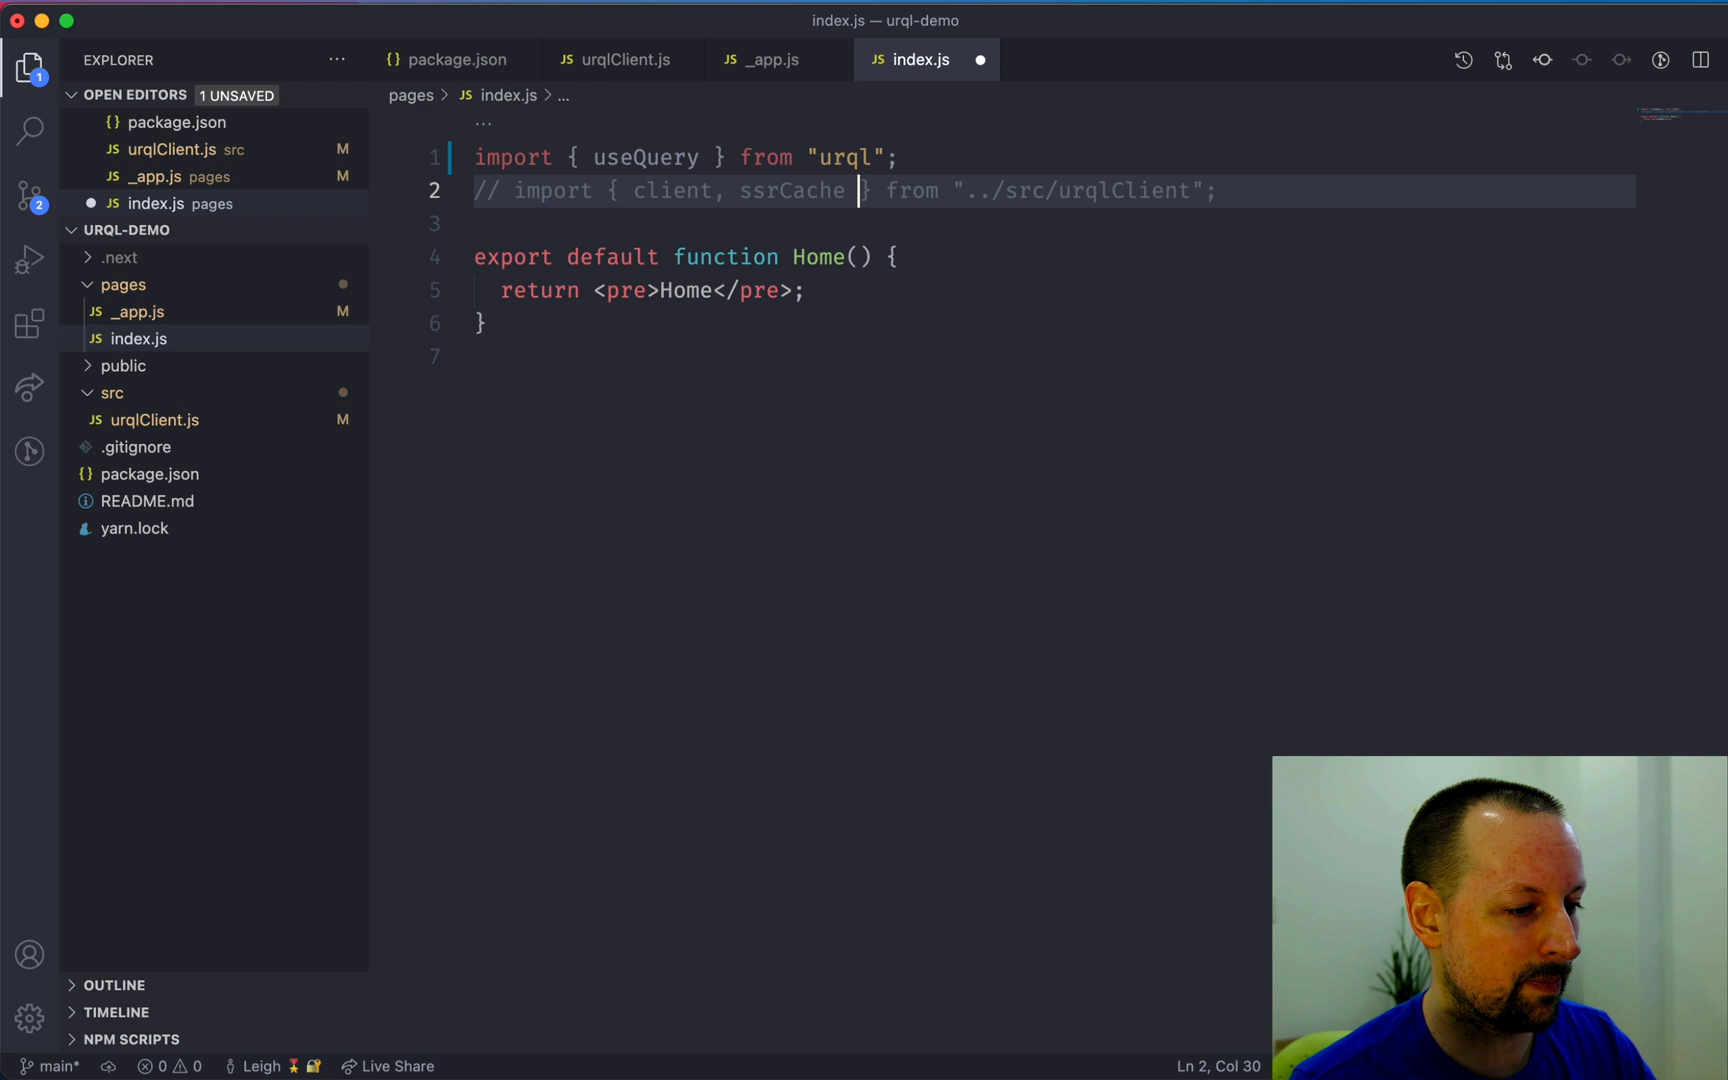 index.js — urql-demo
EXPLORER
package.json
urqlClient.js
_app.js
index.js
OPEN EDITORS 1 UNSAVED
{} package.json
JS urqlClient.js src M
JS _app.js pages M
JS index.js pages
URQL-DEMO
.next
pages
JS _app.js M
JS index.js
public
src
JS urqlClient.js M
.gitignore
{} package.json
README.md
yarn.lock
OUTLINE
TIMELINE
NPM SCRIPTS
1
2
pages > JS index.js > ...
...
1 import { useQuery } from "urql";
2 // import { client, ssrCache } from "../src/urqlClient";
3
4 export default function Home() {
5 return <pre>Home</pre>;
6 }
7
main* 0 0 Leigh Live Share
Ln 2, Col 30